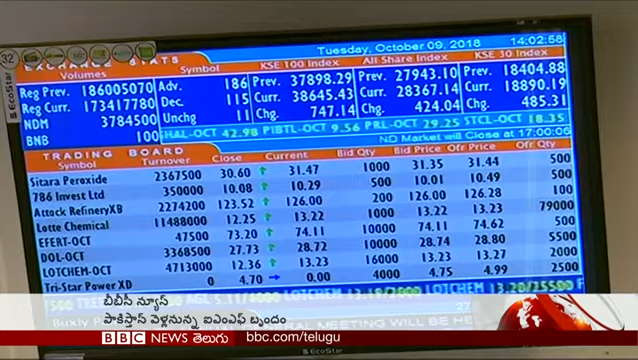 EcoStar
32
Tuesday, October 09, 2018 14:02:58
EXCHANGE STATS
Volumes Symbol KSE 100 Index All Share Index KSE 30 Index
Reg Prev. 186005070 Adv. 186 Prev. 37898.29 Prev. 27943.10 18404.88
Reg Curr. 173417780 Dec. 115 Curr. 38645.43 Curr. 28367.14 18890.19
NDM 3784500 Unchg 11 Chg. 747.14 Chg. 424.04 485.31
BNB 100
HAL-OCT 42.98 PIBTL-OCT 9.56 PRL-OCT 29.25 STCL-OCT 18.35
TRADING BOARD ND Market will Close at 17:00:06
Symbol Turnover Close Current Bid Qty Bid Price Ofr Price Ofr Qty
Sitara Peroxide 2367500 30.60 31.47 1000 31.35 31.44 500
786 Invest Ltd 350000 10.08 10.29 500 10.01 10.49 500
Attock RefineryXB 2274200 123.52 126.00 200 126.00 126.28 100
Lotte Chemical 11488000 12.25 13.22 1000 13.22 13.23 79000
EFERT-OCT 47500 73.20 74.11 10000 74.11 74.62 500
DOL-OCT 3368500 27.73 28.72 1000 28.74 28.80 5500
LOTCHEM-OCT 4713000 12.36 13.23 16000 13.23 13.27 2000
Tri-Star Power XD 0 4.70 0.00 4000 4.75 4.99 2500
LOTCHEM 13.20/25500
బీబీసీ న్యూస్
పాకిస్తాన్ వెళ్లనున్న ఐఎంఎఫ్ బృందం
BBC NEWS తెలుగు bbc.com/telugu
EcoStar